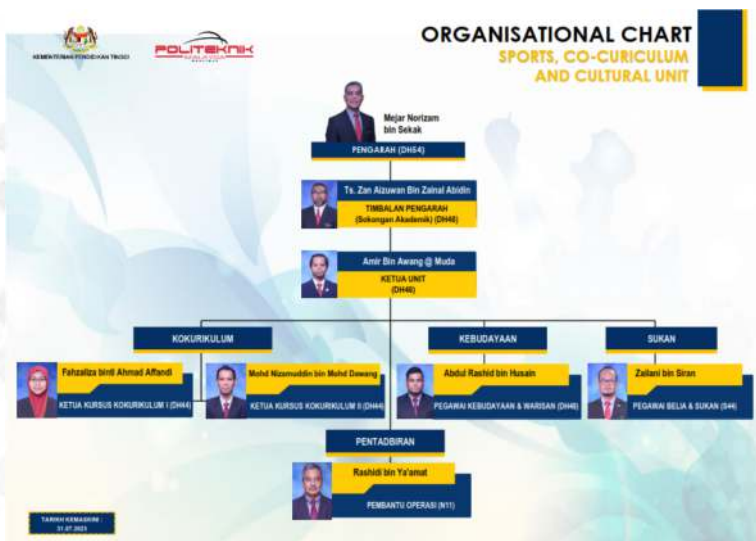 KEMENTERIAN PENDIDIKAN TINGGI
POLITEKNIK
MALAYSIA
ORGANISATIONAL CHART
SPORTS, CO-CURICULUM
AND CULTURAL UNIT
Mejar Norizam
bin Sekak
PENGARAH (DH54)
Ts. Zan Aizuwan Bin Zainal Abidin
TIMBALAN PENGARAH
(Sokongan Akademik) (DH48)
Amir Bin Awang @ Muda
KETUA UNIT
(DH46)
KOKURIKULUM
KEBUDAYAAN
SUKAN
Fahzaliza binti Ahmad Affandi
KETUA KURSUS KOKURIKULUM I (DH44)
Mohd Nizamuddin bin Mohd Dawang
KETUA KURSUS KOKURIKULUM II (DH44)
Abdul Rashid bin Husain
PEGAWAI KEBUDAYAAN & WARISAN (DH48)
Zailani bin Siran
PEGAWAI BELIA & SUKAN (S44)
PENTADBIRAN
Rashidi bin Ya'amat
PEMBANTU OPERASI (N11)
TARIKH KEMASKINI :
31.07.2023